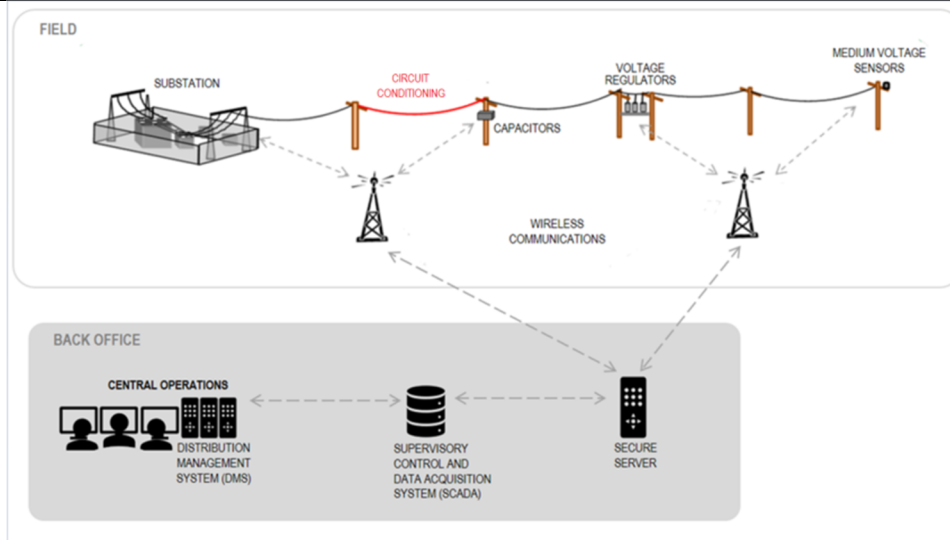 FIELD
SUBSTATION
CIRCUIT
CONDITIONING
CAPACITORS
VOLTAGE
REGULATORS
MEDIUM VOLTAGE
SENSORS
WIRELESS
COMMUNICATIONS
BACK OFFICE
CENTRAL OPERATIONS
DISTRIBUTION
MANAGEMENT
SYSTEM (DMS)
SUPERVISORY
CONTROL AND
DATA ACQUISITION
SYSTEM (SCADA)
SECURE
SERVER